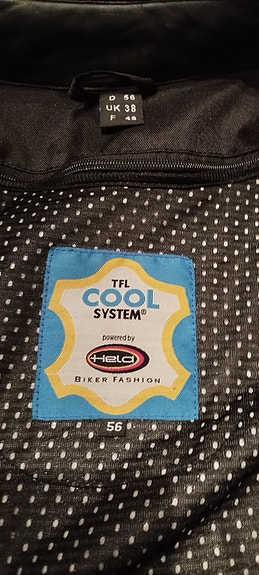 D 56
UK 38
F 48
TFL
COOL
SYSTEM®
powered by
Held
BIKER FASHION
56